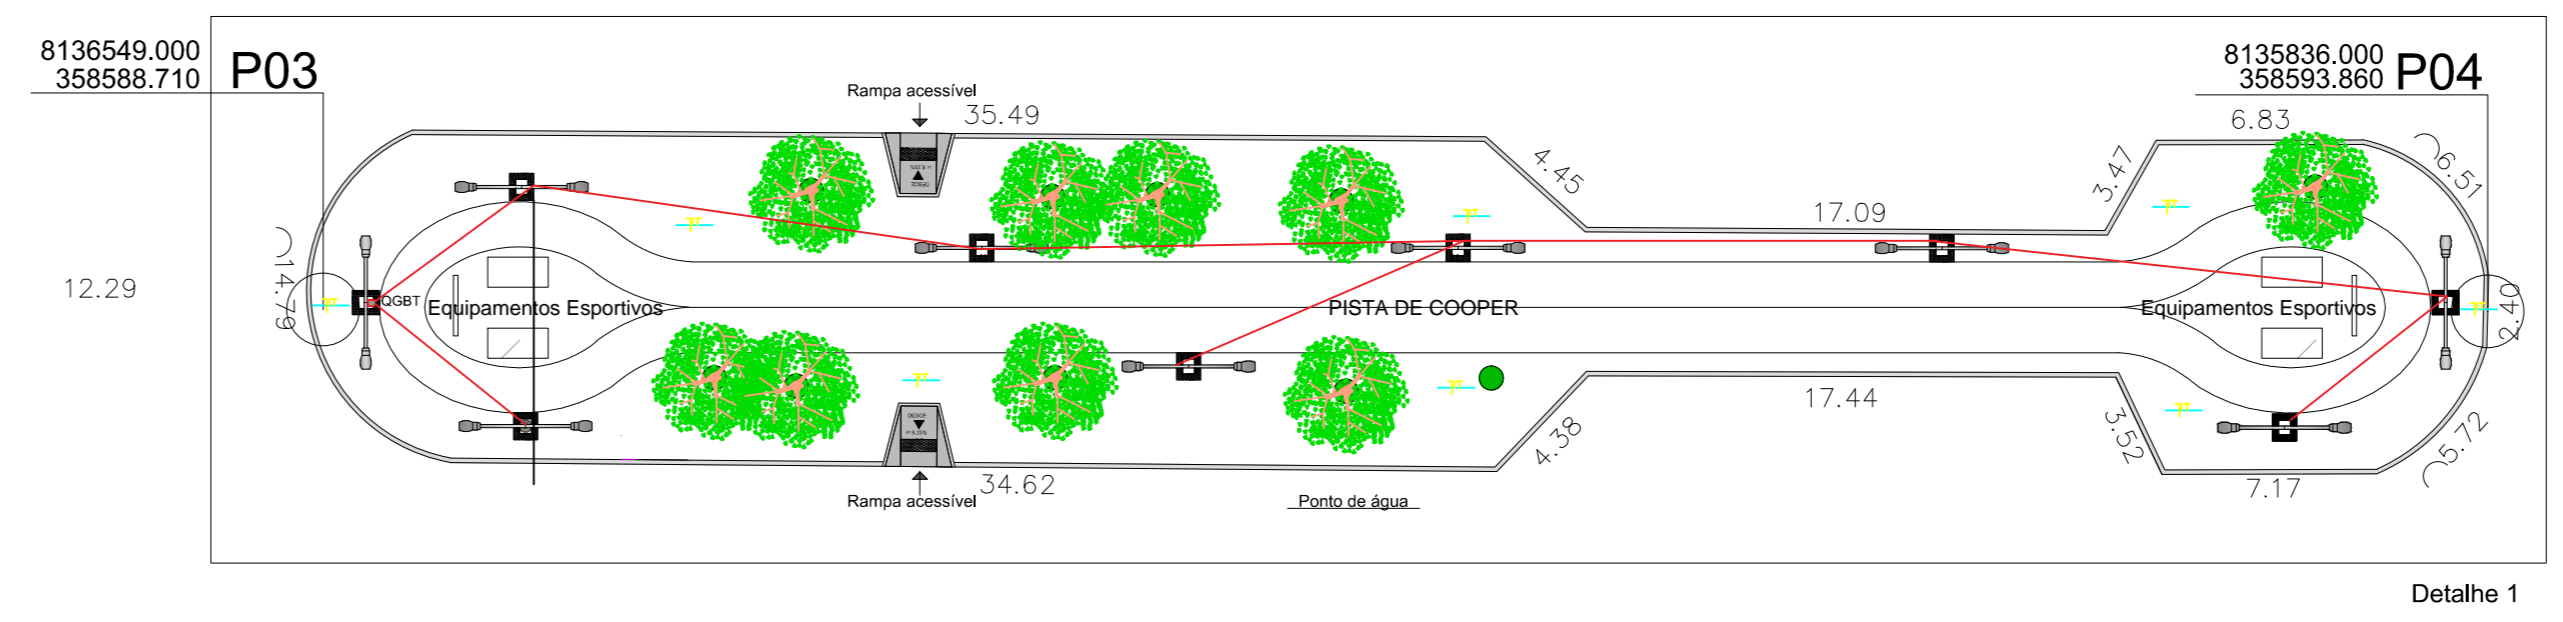 8136549.000
358588.710
P03
8135836.000
358593.860
P04
Rampa acessível
35.49
6.83
4.45
3.47
6.51
17.09
DESCE
12.29
14.79
QGBT
Equipamentos Esportivos
PISTA DE COOPER
Equipamentos Esportivos
2.40
DESCE
17.44
4.38
3.52
5.72
34.62
7.17
Rampa acessível
Ponto de água
Detalhe 1